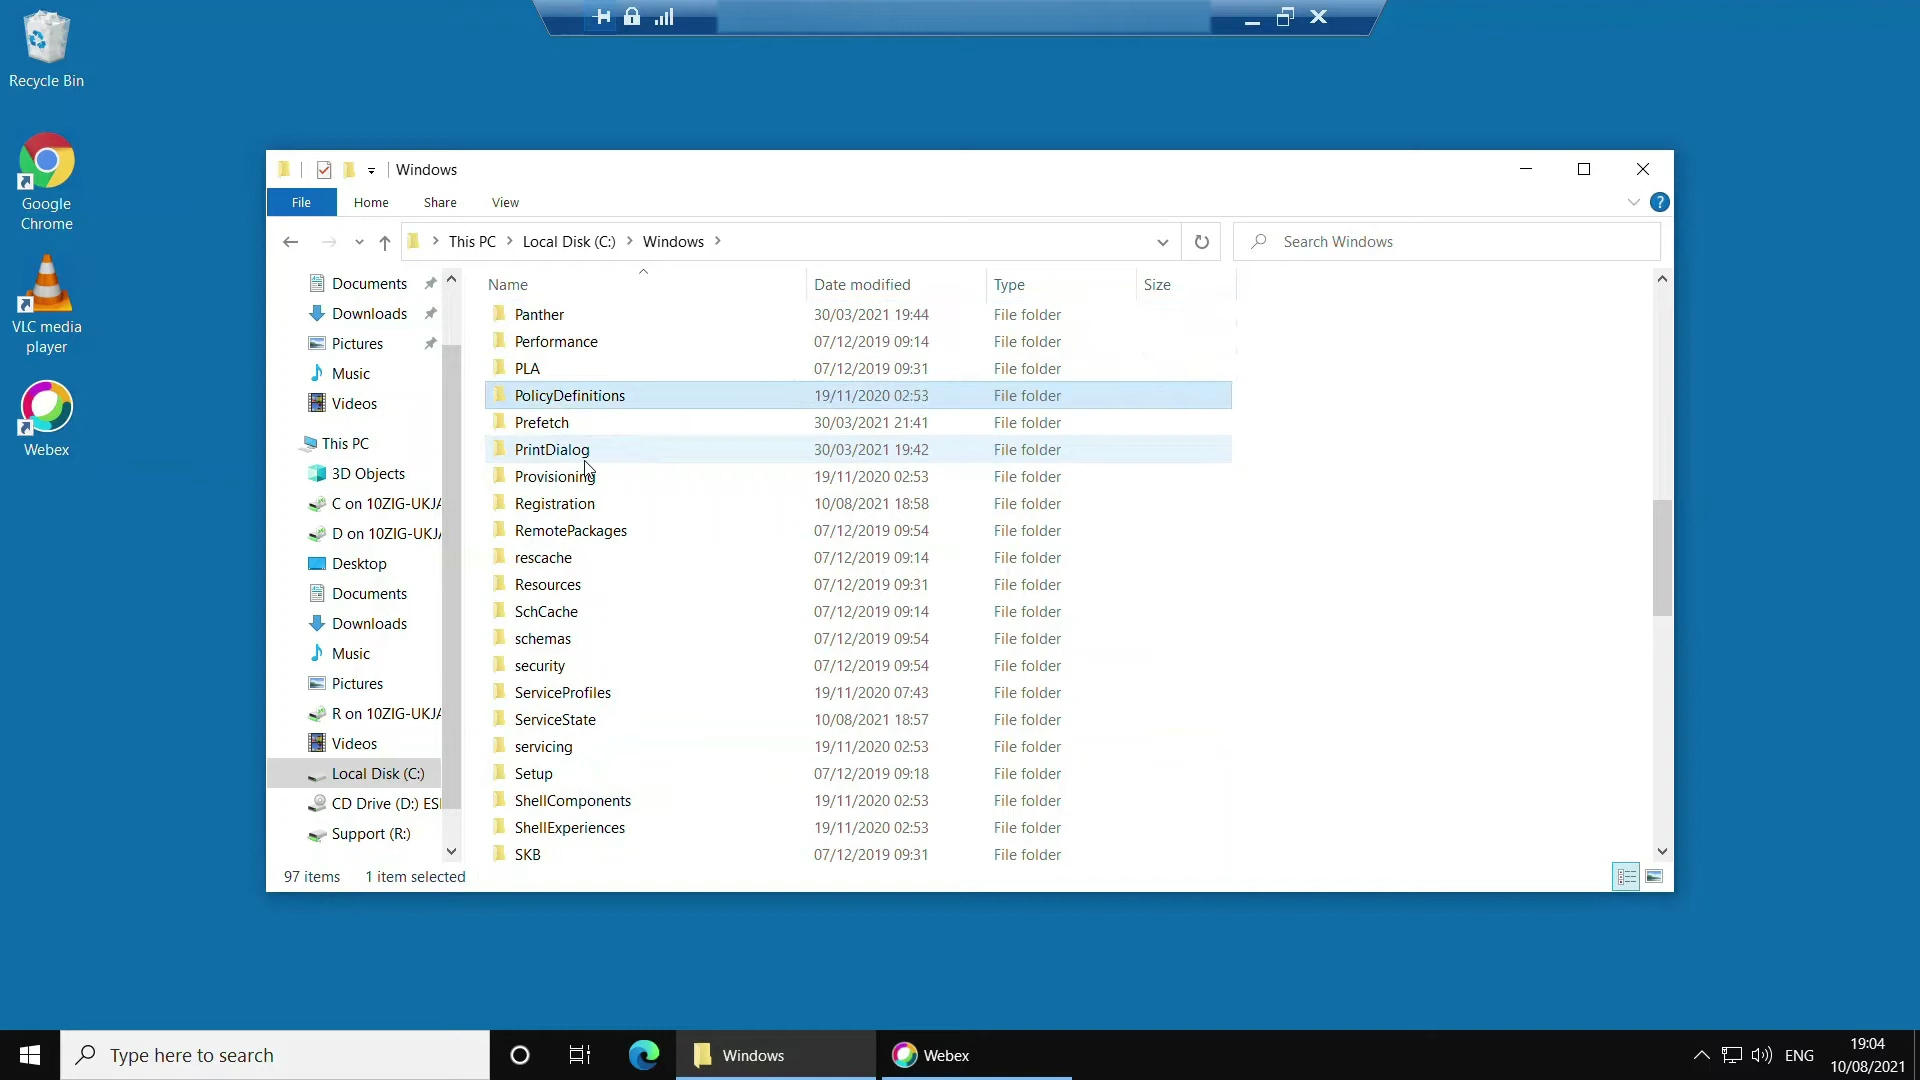 Recycle Bin
Google
Chrome
VLC media
player
Webex
Windows
File Home Share View
This PC Local Disk (C:) Windows
Search Windows
Documents
Downloads
Pictures
Music
Videos
This PC
3D Objects
C on 10ZIG-UKJA
D on 10ZIG-UKJA
Desktop
Documents
Downloads
Music
Pictures
R on 10ZIG-UKJA
Videos
Local Disk (C:)
CD Drive (D:) ES
Support (R:)
Name Date modified Type Size
Panther 30/03/2021 19:44 File folder
Performance 07/12/2019 09:14 File folder
PLA 07/12/2019 09:31 File folder
PolicyDefinitions 19/11/2020 02:53 File folder
Prefetch 30/03/2021 21:41 File folder
PrintDialog 30/03/2021 19:42 File folder
Provisioning 19/11/2020 02:53 File folder
Registration 10/08/2021 18:58 File folder
RemotePackages 07/12/2019 09:54 File folder
rescache 07/12/2019 09:14 File folder
Resources 07/12/2019 09:31 File folder
SchCache 07/12/2019 09:14 File folder
schemas 07/12/2019 09:54 File folder
security 07/12/2019 09:54 File folder
ServiceProfiles 19/11/2020 07:43 File folder
ServiceState 10/08/2021 18:57 File folder
servicing 19/11/2020 02:53 File folder
Setup 07/12/2019 09:18 File folder
ShellComponents 19/11/2020 02:53 File folder
ShellExperiences 19/11/2020 02:53 File folder
SKB 07/12/2019 09:31 File folder
97 items 1 item selected
Type here to search
Windows
Webex
ENG
19:04
10/08/2021